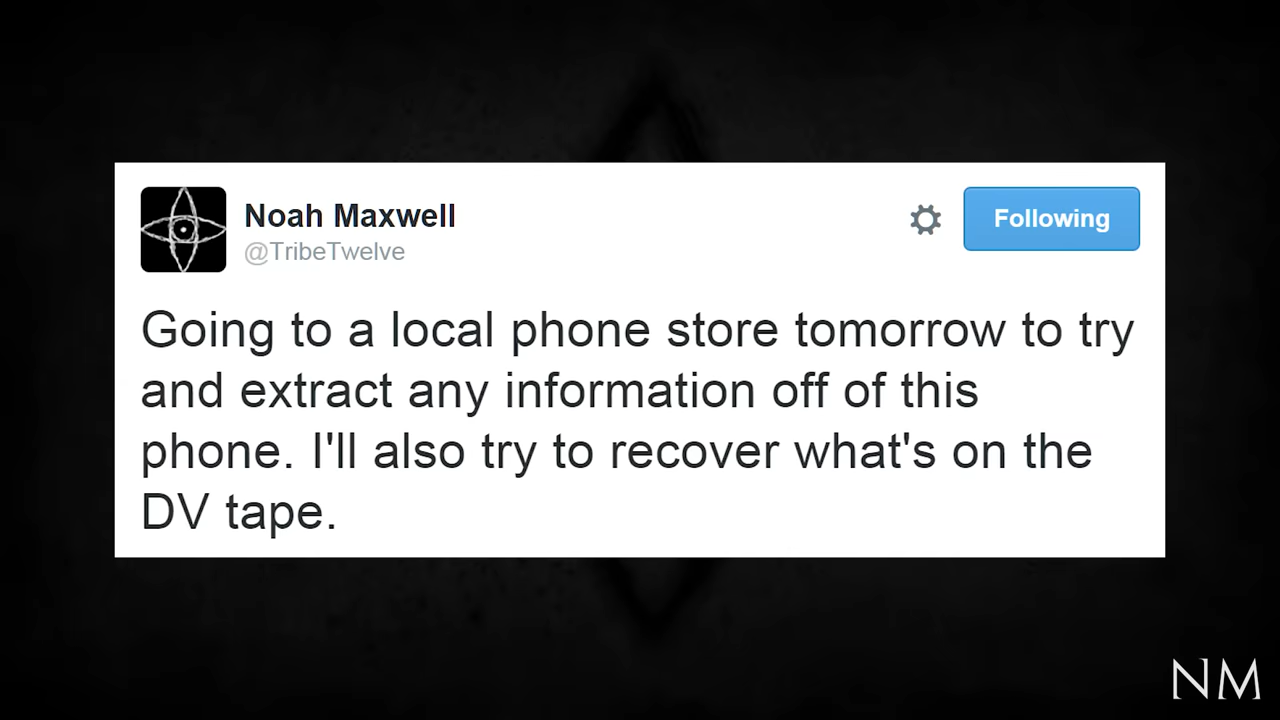 Noah Maxwell
@TribeTwelve
Following
Going to a local phone store tomorrow to try
and extract any information off of this
phone. I'll also try to recover what's on the
DV tape.
NM